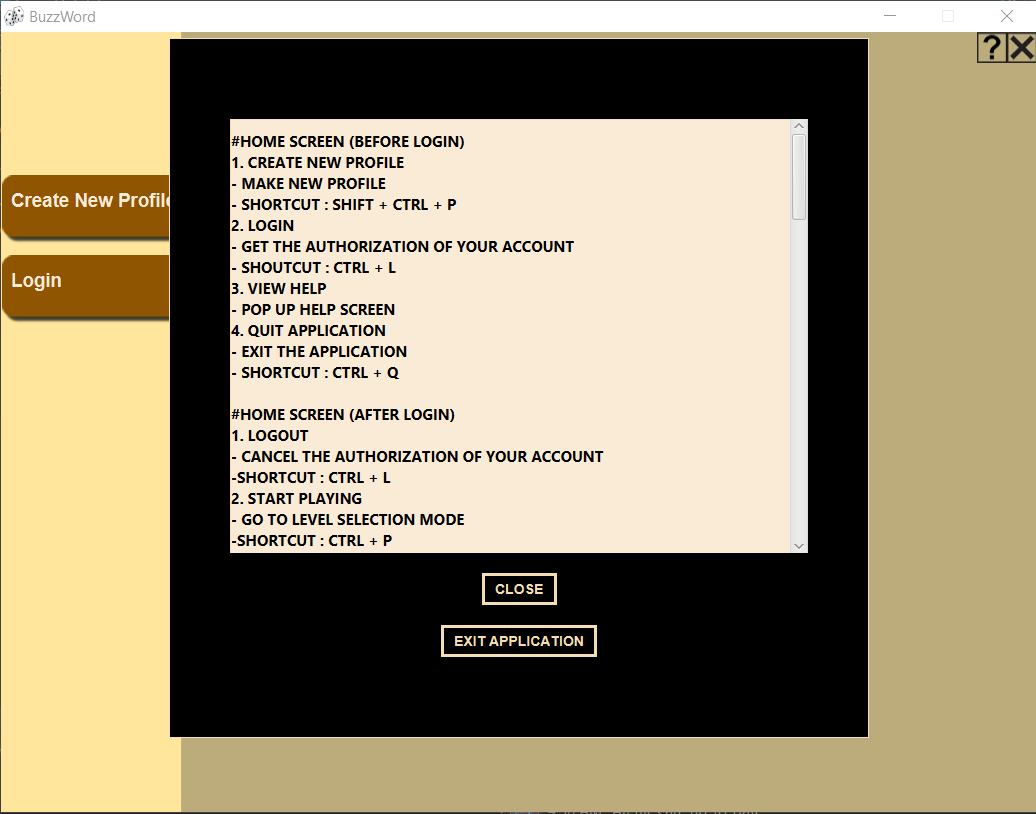 BuzzWord
?
Create New Profile
Login
#HOME SCREEN (BEFORE LOGIN)
1. CREATE NEW PROFILE
- MAKE NEW PROFILE
- SHORTCUT : SHIFT + CTRL + P
2. LOGIN
- GET THE AUTHORIZATION OF YOUR ACCOUNT
- SHOUTCUT : CTRL + L
3. VIEW HELP
- POP UP HELP SCREEN
4. QUIT APPLICATION
- EXIT THE APPLICATION
- SHORTCUT : CTRL + Q
#HOME SCREEN (AFTER LOGIN)
1. LOGOUT
- CANCEL THE AUTHORIZATION OF YOUR ACCOUNT
-SHORTCUT : CTRL + L
2. START PLAYING
- GO TO LEVEL SELECTION MODE
-SHORTCUT : CTRL + P
CLOSE
EXIT APPLICATION